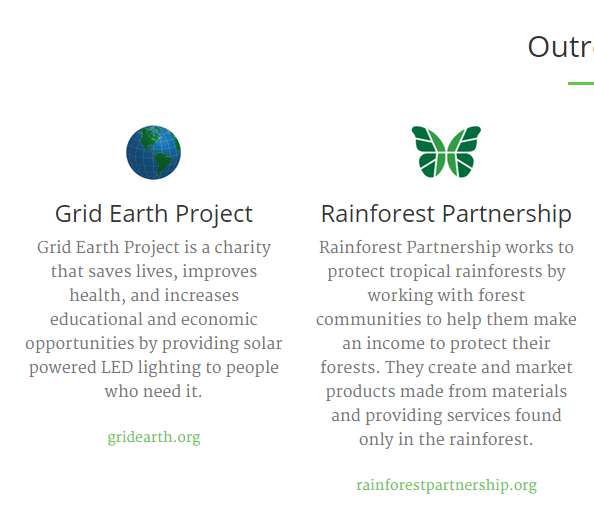 Outr
Grid Earth Project
Grid Earth Project is a charity
that saves lives, improves
health, and increases
educational and economic
opportunities by providing solar
powered LED lighting to people
who need it.
gridearth.org
Rainforest Partnership
Rainforest Partnership works to
protect tropical rainforests by
working with forest
communities to help them make
an income to protect their
forests. They create and market
products made from materials
and providing services found
only in the rainforest.
rainforestpartnership.org